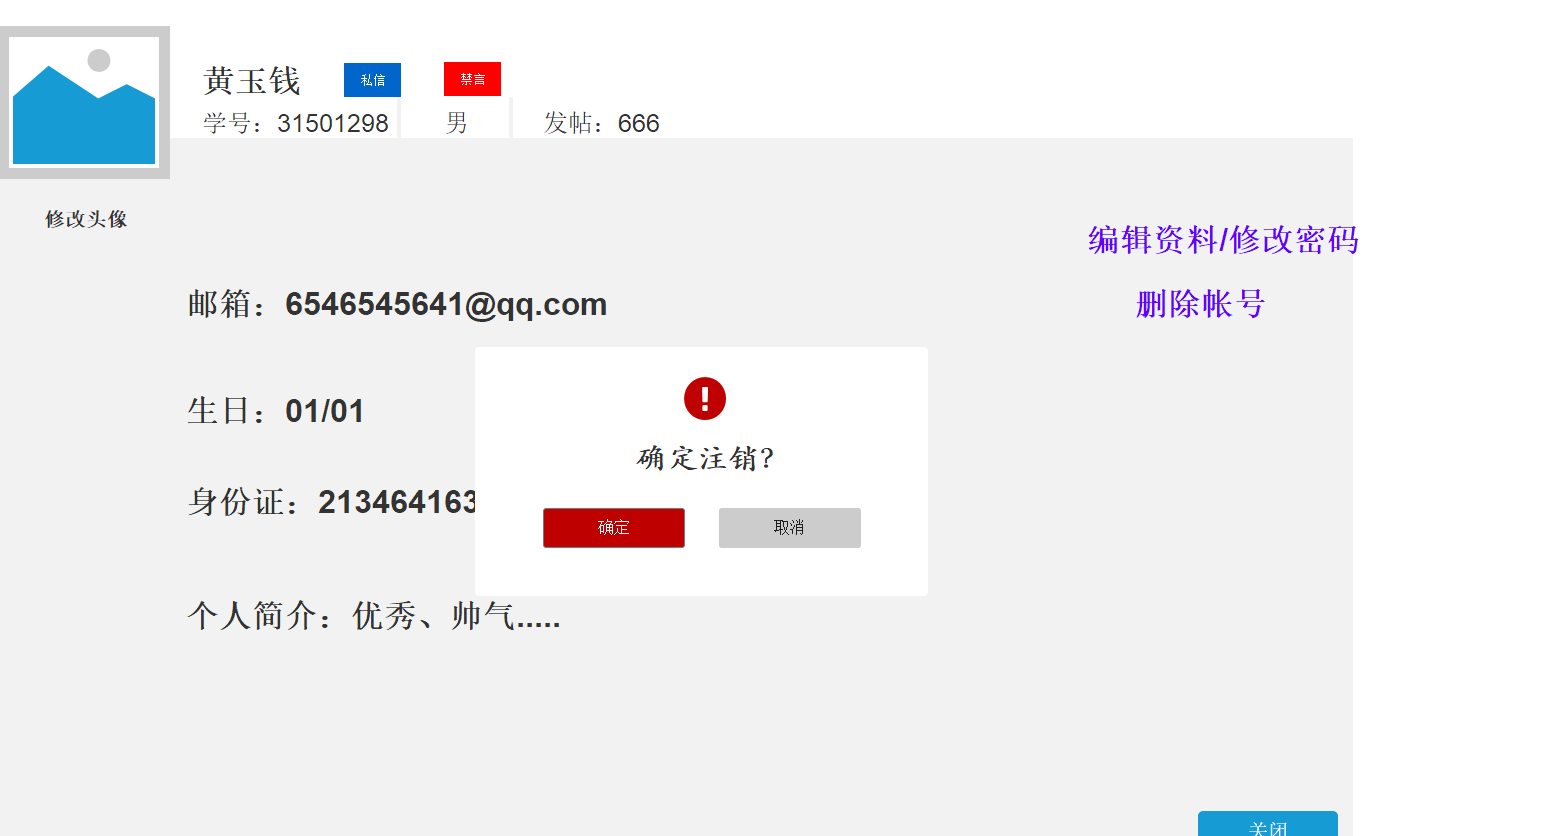 黄玉钱 私信 禁言
学号：31501298 男 发帖：666
修改头像
编辑资料/修改密码
邮箱：6546545641@qq.com
删除帐号
生日：01/01
确定注销？
身份证：213464163
确定 取消
个人简介：优秀、帅气.....
关闭